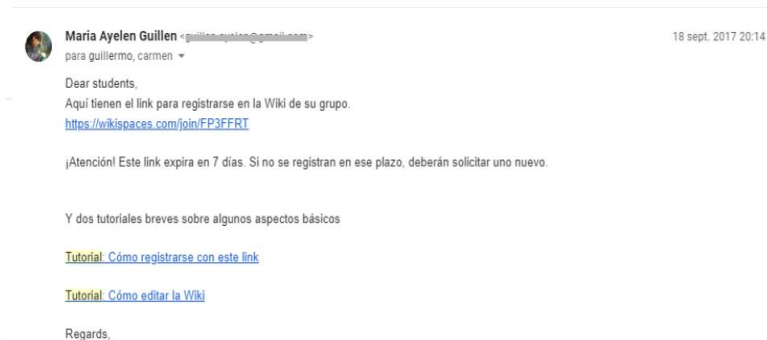 Maria Ayelen Guillen
18 sept. 2017 20:14
para guillermo, carmen
Dear students,
Aquí tienen el link para registrarse en la Wiki de su grupo.
https://wikispaces.com/join/FP3FFRT
¡Atención! Este link expira en 7 días. Si no se registran en ese plazo, deberán solicitar uno nuevo.
Y dos tutoriales breves sobre algunos aspectos básicos
Tutorial: Cómo registrarse con este link
Tutorial: Cómo editar la Wiki
Regards,